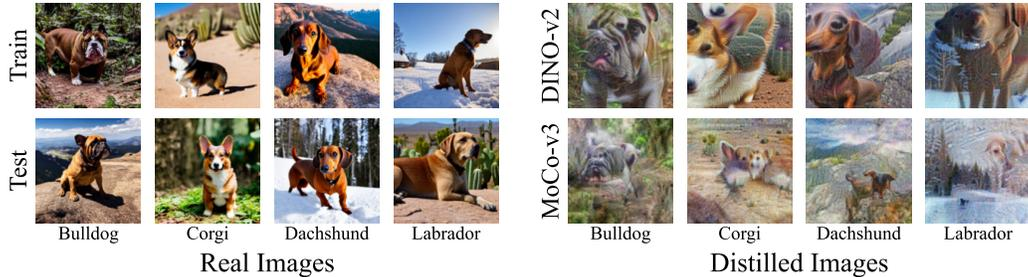 Train
DINO-v2
Test
MoCo-v3
Bulldog Corgi Dachshund Labrador
Bulldog Corgi Dachshund Labrador
Real Images
Distilled Images